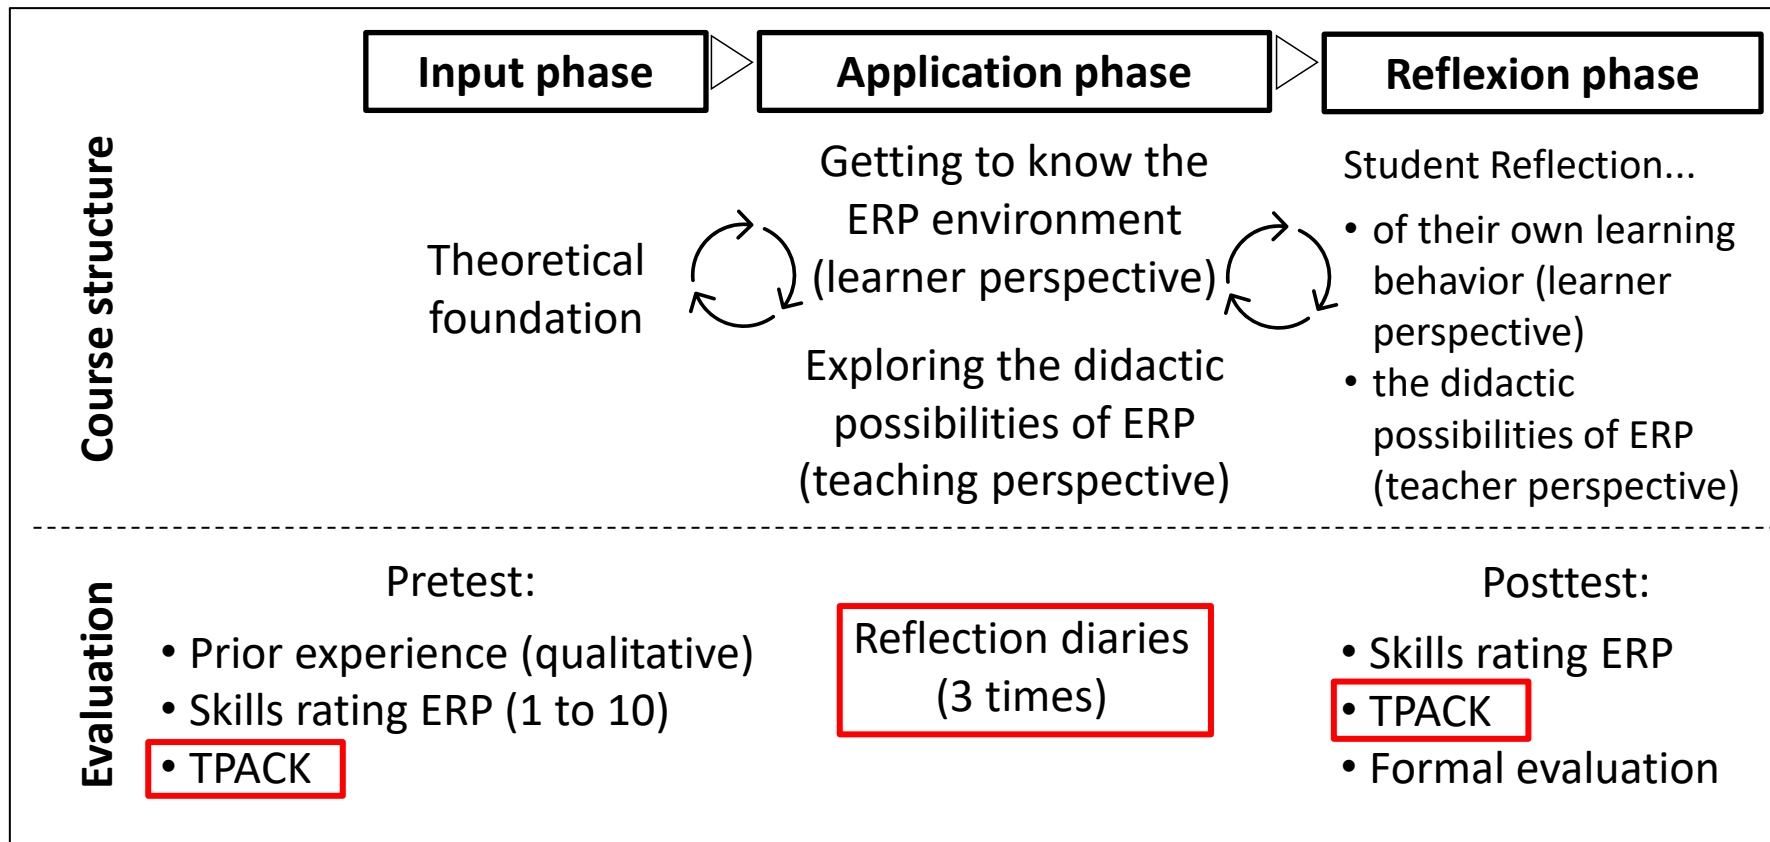 Input phase
Application phase
Reflexion phase
Course structure
Theoretical
foundation
Getting to know the
ERP environment
(learner perspective)
Exploring the didactic
possibilities of ERP
(teaching perspective)
Student Reflection...
• of their own learning
behavior (learner
perspective)
• the didactic
possibilities of ERP
(teacher perspective)
Evaluation
Pretest:
• Prior experience (qualitative)
• Skills rating ERP (1 to 10)
• TPACK
Reflection diaries
(3 times)
Posttest:
• Skills rating ERP
• TPACK
• Formal evaluation